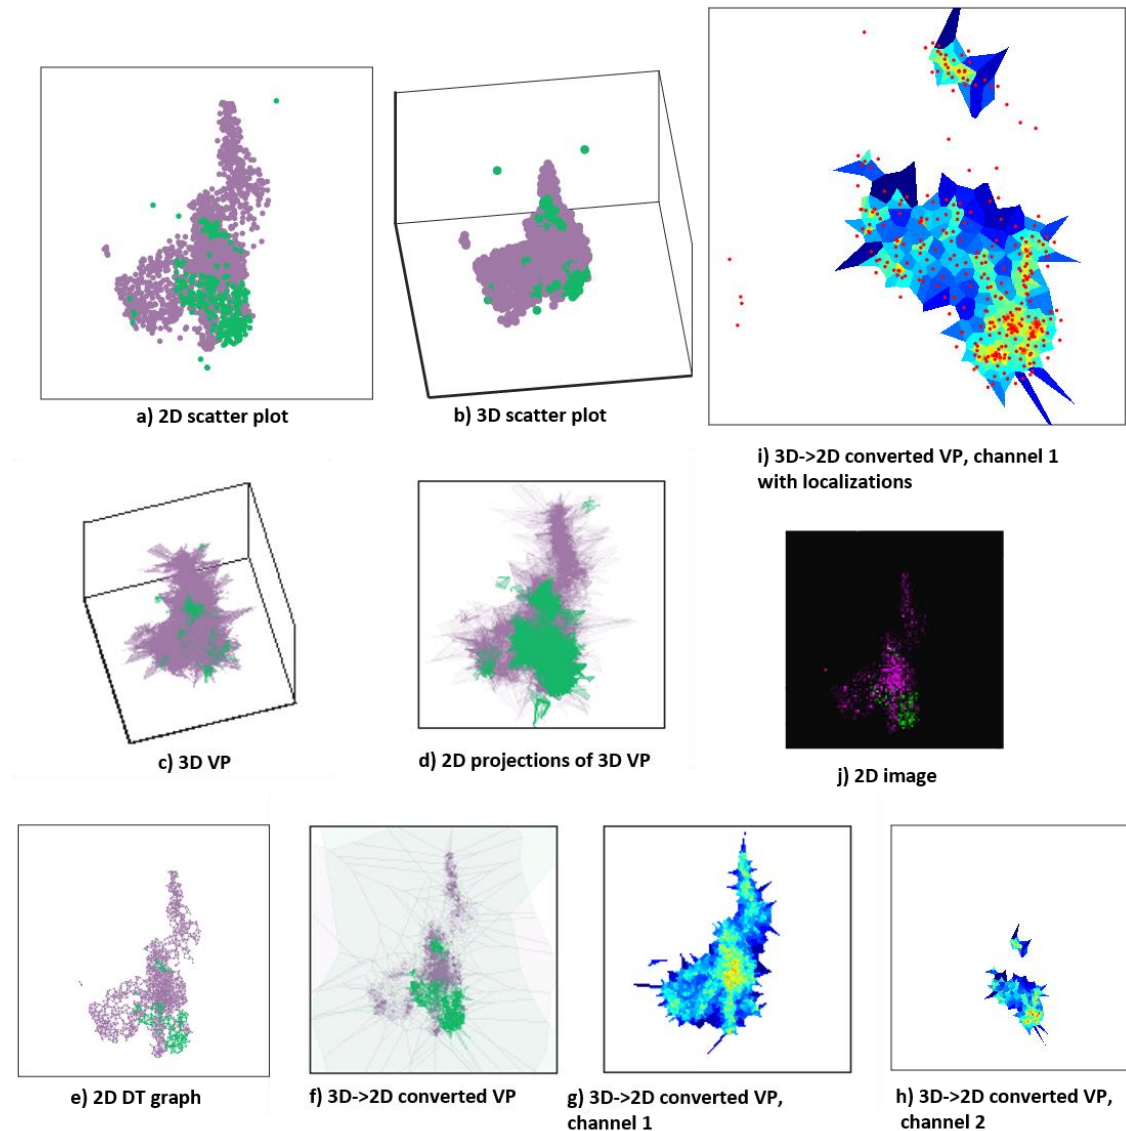 a) 2D scatter plot
b) 3D scatter plot
i) 3D->2D converted VP, channel 1
with localizations
c) 3D VP
d) 2D projections of 3D VP
j) 2D image
e) 2D DT graph
f) 3D->2D converted VP
g) 3D->2D converted VP,
channel 1
h) 3D->2D converted VP,
channel 2